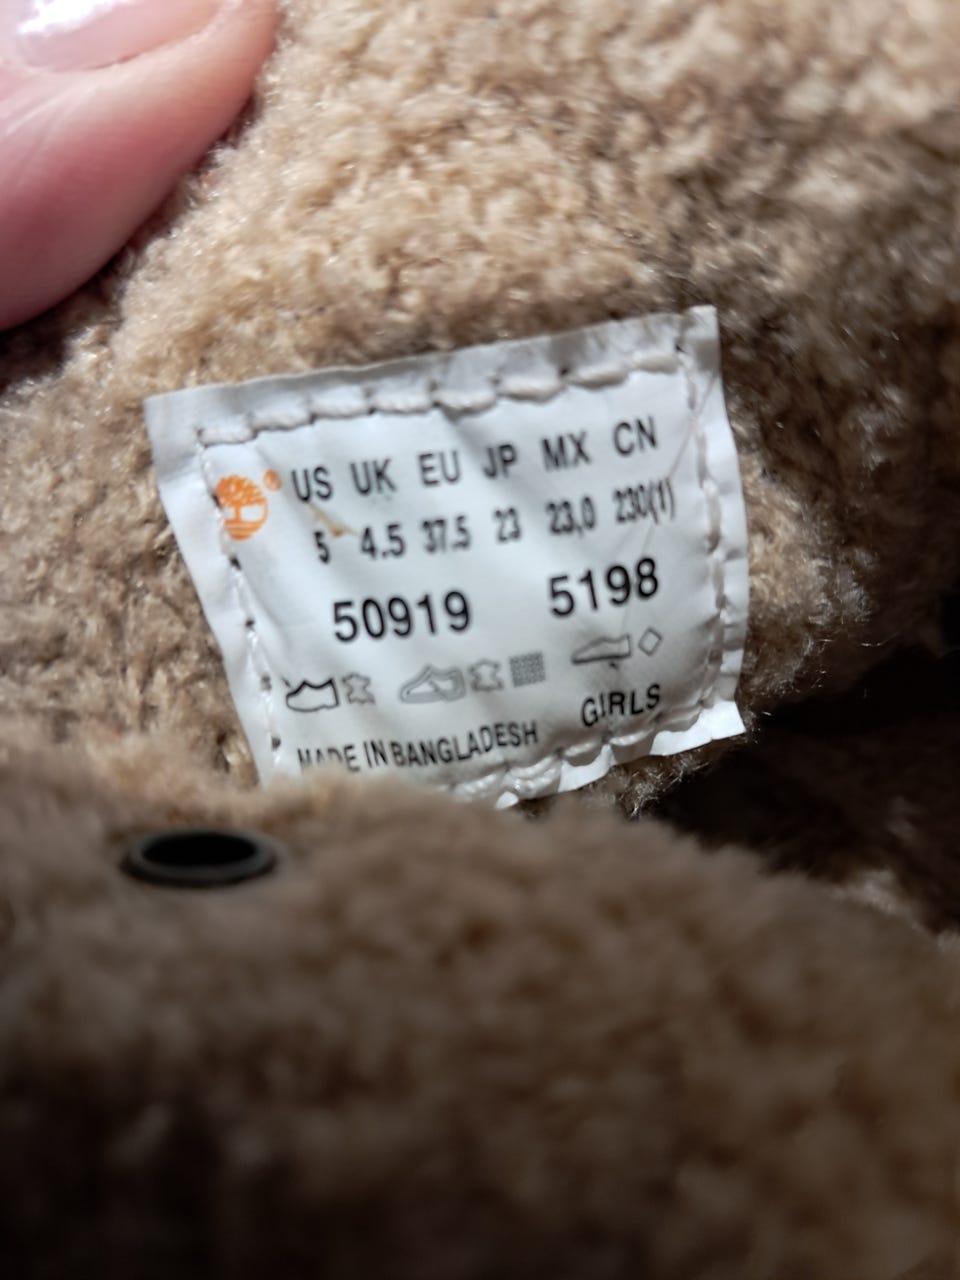 ® US UK EU JP MX CN
5 4.5 37.5 23 23,0 230(1)
50919 5198
GIRLS
MADE IN BANGLADESH